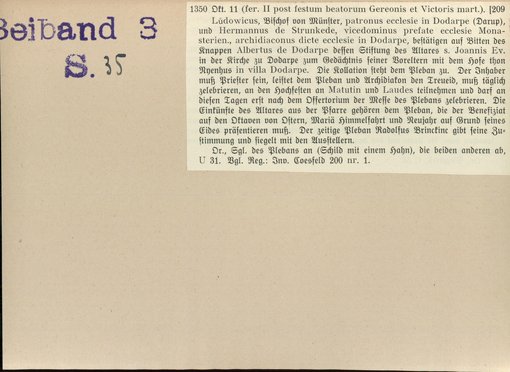 Beiband 3
S. 35
1350 Okt. 11 (fer. II post festum beatorum Gereonis et Victoris mart.). [209
Lůdowicus, Bischof von Münster, patronus ecclesie in Dodarpe (Darup),
und Hermannus de Strunkede, vicedominus prefate ecclesie Mona-
sterien., archidiaconus dicte ecclesie in Dodarpe, bestätigen auf Bitten des
Knappen Albertus de Dodarpe dessen Stiftung des Altares s. Joannis Ev.
in der Kirche zu Dodarpe zum Gedächtnis seiner Voreltern mit dem Hofe thon
Nyenhus in villa Dodarpe. Die Kollation steht dem Pleban zu. Der Inhaber
muß Priester sein, leistet dem Pleban und Archidiakon den Treueid, muß täglich
zelebrieren, an den Hochfesten an Matutin und Laudes teilnehmen und darf an
diesen Tagen erst nach dem Offertorium der Messe des Plebans zelebrieren. Die
Einkünfte des Altares aus der Pfarre gehören dem Pleban, die der Benefiziat
auf den Oktaven von Ostern, Mariä Himmelfahrt und Neujahr auf Grund seines
Eides präsentieren muß. Der zeitige Pleban Radolfus Brinckinc gibt seine Zu-
stimmung und siegelt mit den Ausstellern.
Or., Sgl. des Plebans an (Schild mit einem Hahn), die beiden anderen ab,
U 31. Vgl. Reg.: Inv. Coesfeld 200 nr. 1.